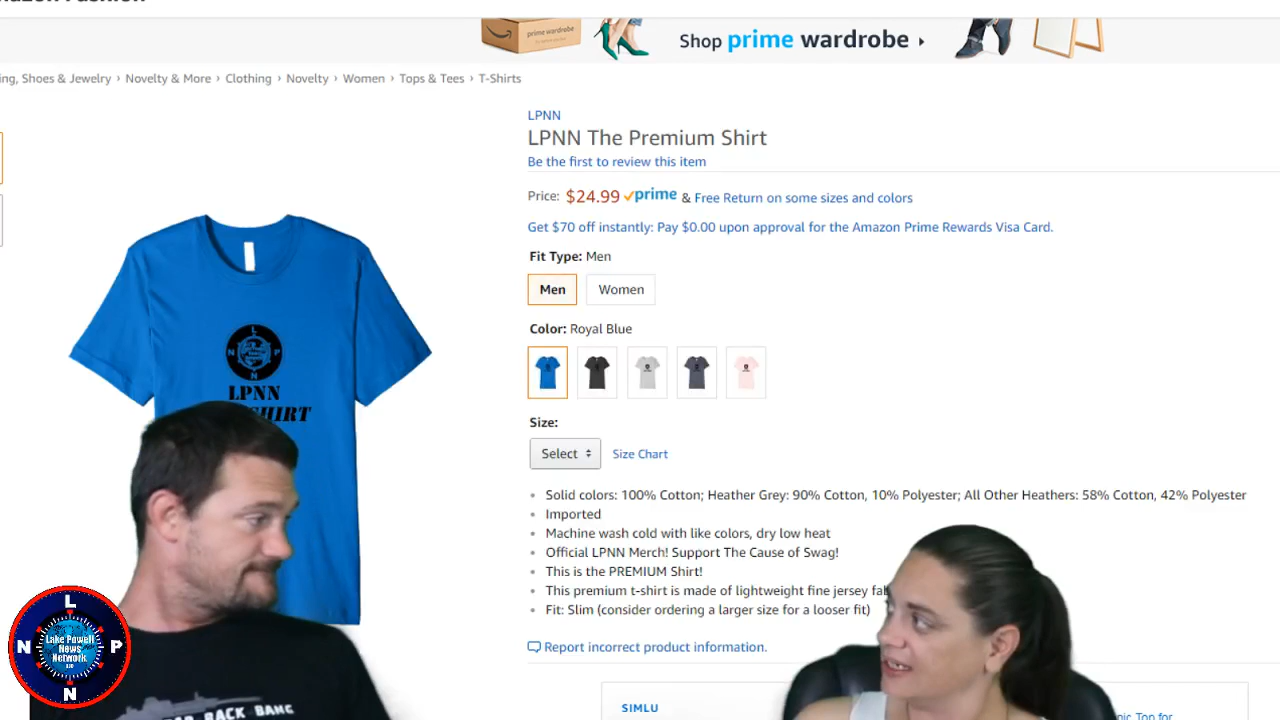 prime wardrobe
Shop prime wardrobe
ing, Shoes & Jewelry › Novelty & More › Clothing › Novelty › Women › Tops & Tees › T-Shirts
LPNN
LPNN The Premium Shirt
Be the first to review this item
Price: $24.99 prime & Free Return on some sizes and colors
Get $70 off instantly: Pay $0.00 upon approval for the Amazon Prime Rewards Visa Card.
Fit Type: Men
Men Women
Color: Royal Blue
L
N P
N
LPNN
HIRT
Size:
Select Size Chart
Solid colors: 100% Cotton; Heather Grey: 90% Cotton, 10% Polyester; All Other Heathers: 58% Cotton, 42% Polyester
Imported
Machine wash cold with like colors, dry low heat
Official LPNN Merch! Support The Cause of Swag!
This is the PREMIUM Shirt!
This premium t-shirt is made of lightweight fine jersey fa
Fit: Slim (consider ordering a larger size for a looser fit)
Report incorrect product information.
SIMLU
L
N P
Lake Powell
News
Network
N
BACK BANG
Top for